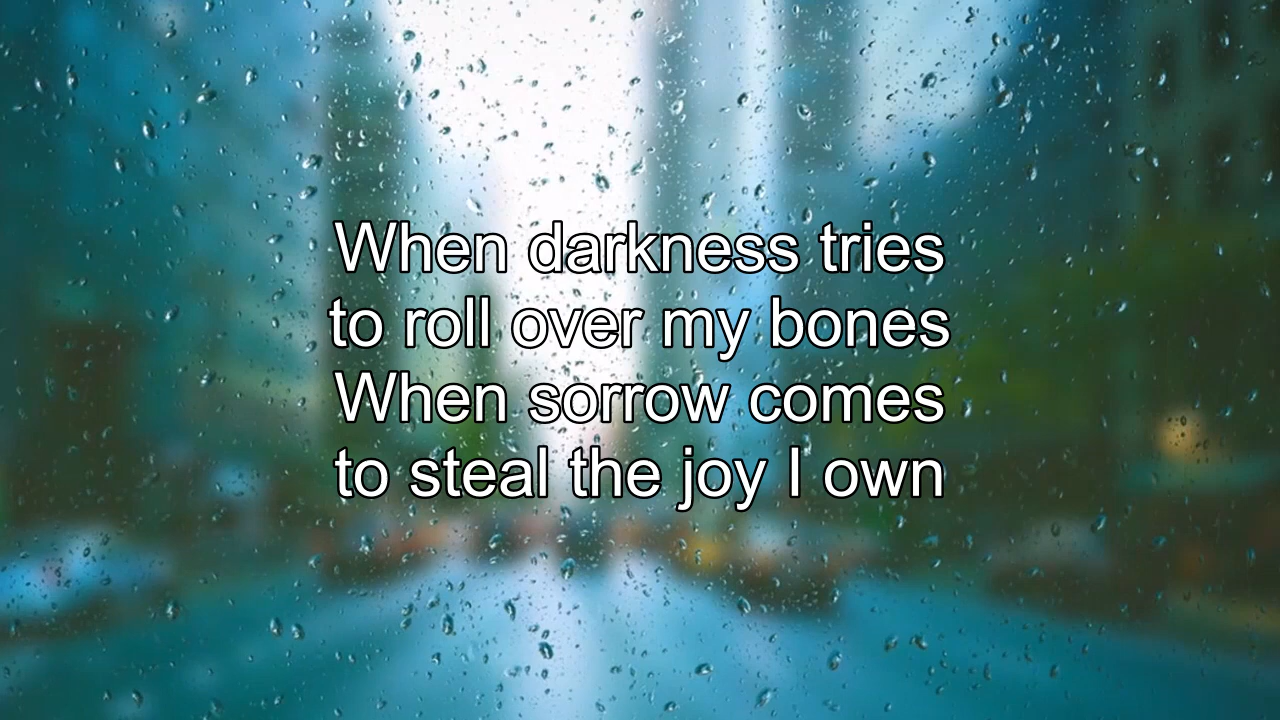 When darkness tries
to roll over my bones
When sorrow comes
to steal the joy I own